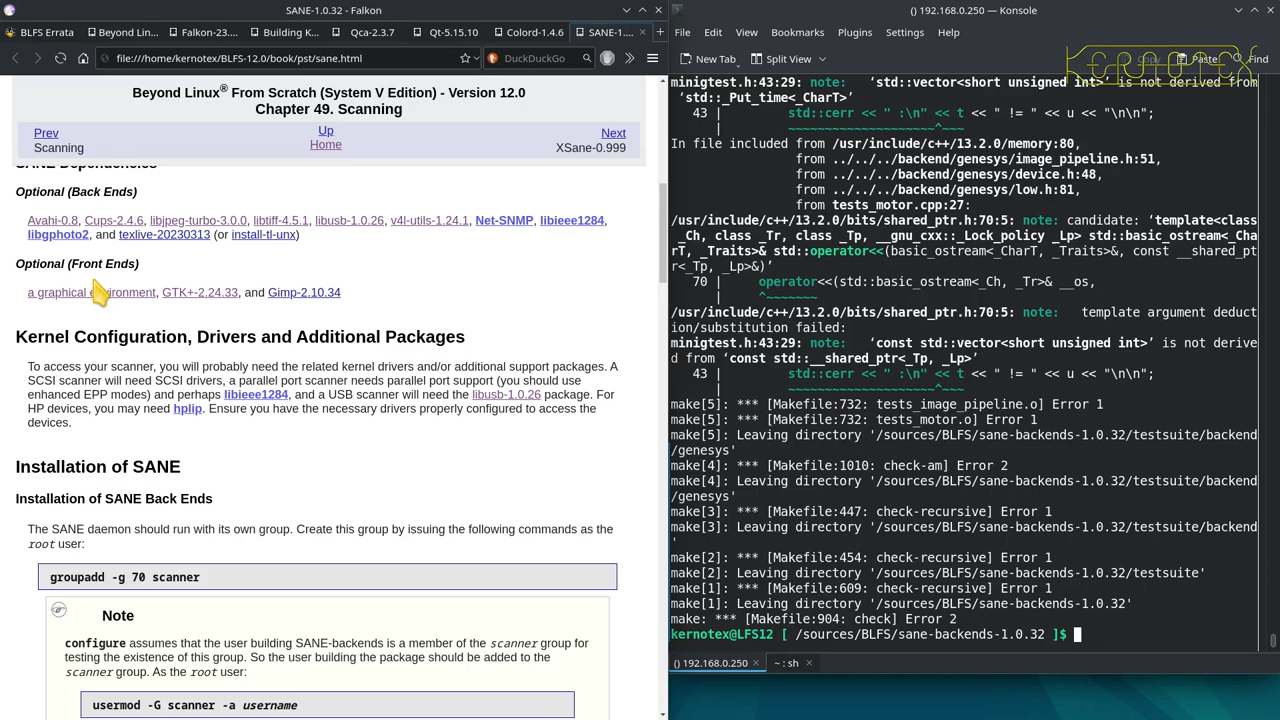 SANE-1.0.32 - Falkon
BLFS Errata
Beyond Lin...
Falkon-23....
Building K...
Qca-2.3.7
Qt-5.15.10
Colord-1.4.6
SANE-1....
file:///home/kernotex/BLFS-12.0/book/pst/sane.html
DuckDuckGo
Beyond Linux® From Scratch (System V Edition) - Version 12.0
Chapter 49. Scanning
Prev
Up
Next
Scanning
Home
XSane-0.999
SANE Dependencies
Optional (Back Ends)
Avahi-0.8, Cups-2.4.6, libjpeg-turbo-3.0.0, libtiff-4.5.1, libusb-1.0.26, v4l-utils-1.24.1, Net-SNMP, libieee1284,
libgphoto2, and texlive-20230313 (or install-tl-unx)
Optional (Front Ends)
a graphical environment, GTK+-2.24.33, and Gimp-2.10.34
Kernel Configuration, Drivers and Additional Packages
To access your scanner, you will probably need the related kernel drivers and/or additional support packages. A
SCSI scanner will need SCSI drivers, a parallel port scanner needs parallel port support (you should use
enhanced EPP modes) and perhaps libieee1284, and a USB scanner will need the libusb-1.0.26 package. For
HP devices, you may need hplip. Ensure you have the necessary drivers properly configured to access the
devices.
Installation of SANE
Installation of SANE Back Ends
The SANE daemon should run with its own group. Create this group by issuing the following commands as the
root user:
groupadd -g 70 scanner
Note
configure assumes that the user building SANE-backends is a member of the scanner group for
testing the existence of this group. So the user building the package should be added to the
scanner group. As the root user:
usermod -G scanner -a username
() 192.168.0.250 — Konsole
File Edit View Bookmarks Plugins Settings Help
New Tab
Split View
Copy
Paste
Find
KERNOTEX
minigtest.h:43:29: note:   ‘std::vector<short unsigned int>’ is not derived from
‘std::_Put_time<_CharT>’
43 |         std::cerr << " :\n" << t << " != " << u << "\n\n";
|         ~~~~~~~~~~~~~~~~~~~~^~~
In file included from /usr/include/c++/13.2.0/memory:80,
from ../../../backend/genesys/image_pipeline.h:51,
from ../../../backend/genesys/device.h:48,
from ../../../backend/genesys/low.h:81,
from tests_motor.cpp:27:
/usr/include/c++/13.2.0/bits/shared_ptr.h:70:5: note: candidate: ‘template<class
_Ch, class _Tr, class _Tp, __gnu_cxx::_Lock_policy _Lp> std::basic_ostream<_Cha
rT, _Traits>& std::operator<<(basic_ostream<_CharT, _Traits>&, const __shared_pt
r<_Tp, _Lp>&)’
70 |     operator<<(std::basic_ostream<_Ch, _Tr>& __os,
|     ^~~~~~~~
/usr/include/c++/13.2.0/bits/shared_ptr.h:70:5: note:   template argument deduct
ion/substitution failed:
minigtest.h:43:29: note:   ‘const std::vector<short unsigned int>’ is not derive
d from ‘const std::__shared_ptr<_Tp, _Lp>’
43 |         std::cerr << " :\n" << t << " != " << u << "\n\n";
|         ~~~~~~~~~~~~~~~~~~~~^~~
make[5]: *** [Makefile:732: tests_image_pipeline.o] Error 1
make[5]: *** [Makefile:732: tests_motor.o] Error 1
make[5]: Leaving directory '/sources/BLFS/sane-backends-1.0.32/testsuite/backend
/genesys'
make[4]: *** [Makefile:1010: check-am] Error 2
make[4]: Leaving directory '/sources/BLFS/sane-backends-1.0.32/testsuite/backend
/genesys'
make[3]: *** [Makefile:447: check-recursive] Error 1
make[3]: Leaving directory '/sources/BLFS/sane-backends-1.0.32/testsuite/backend
'
make[2]: *** [Makefile:454: check-recursive] Error 1
make[2]: Leaving directory '/sources/BLFS/sane-backends-1.0.32/testsuite'
make[1]: *** [Makefile:609: check-recursive] Error 1
make[1]: Leaving directory '/sources/BLFS/sane-backends-1.0.32'
make: *** [Makefile:904: check] Error 2
kernotex@LFS12 [ /sources/BLFS/sane-backends-1.0.32 ]$
() 192.168.0.250
~ : sh